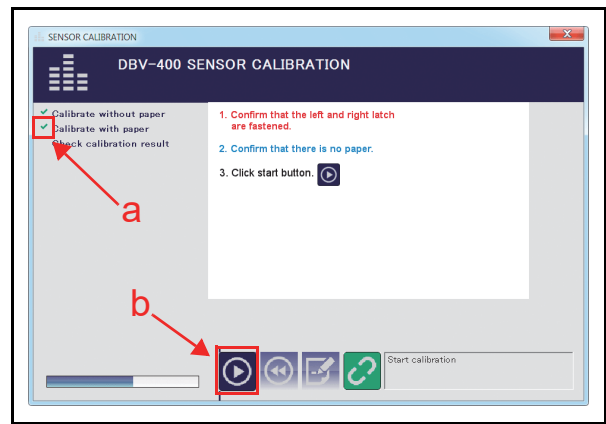 SENSOR CALIBRATION
DBV-400 SENSOR CALIBRATION
Calibrate without paper
Calibrate with paper
Check calibration result
1. Confirm that the left and right latch
are fastened.
2. Confirm that there is no paper.
3. Click start button.
a
b
Start calibration